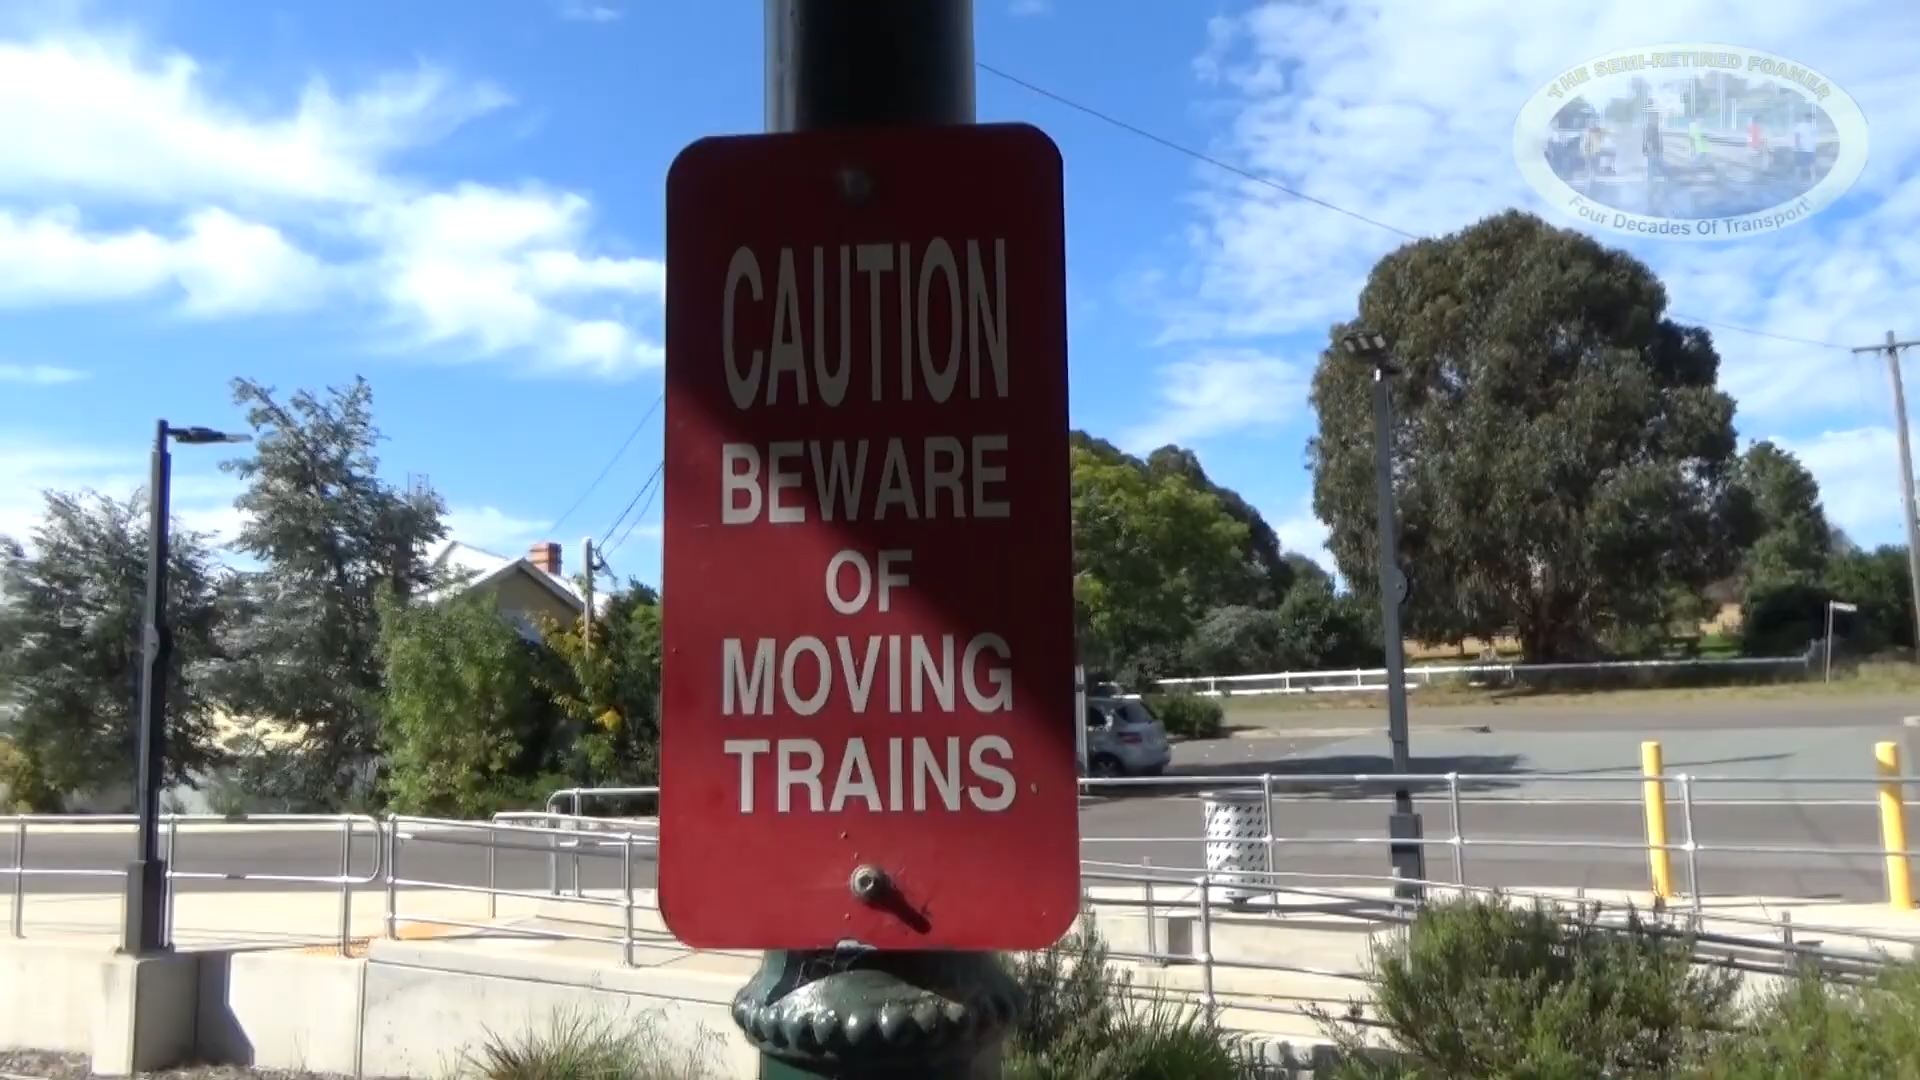 THE SEMI-RETIRED FOAMER
Four Decades Of Transport!
CAUTION
BEWARE
OF
MOVING
TRAINS